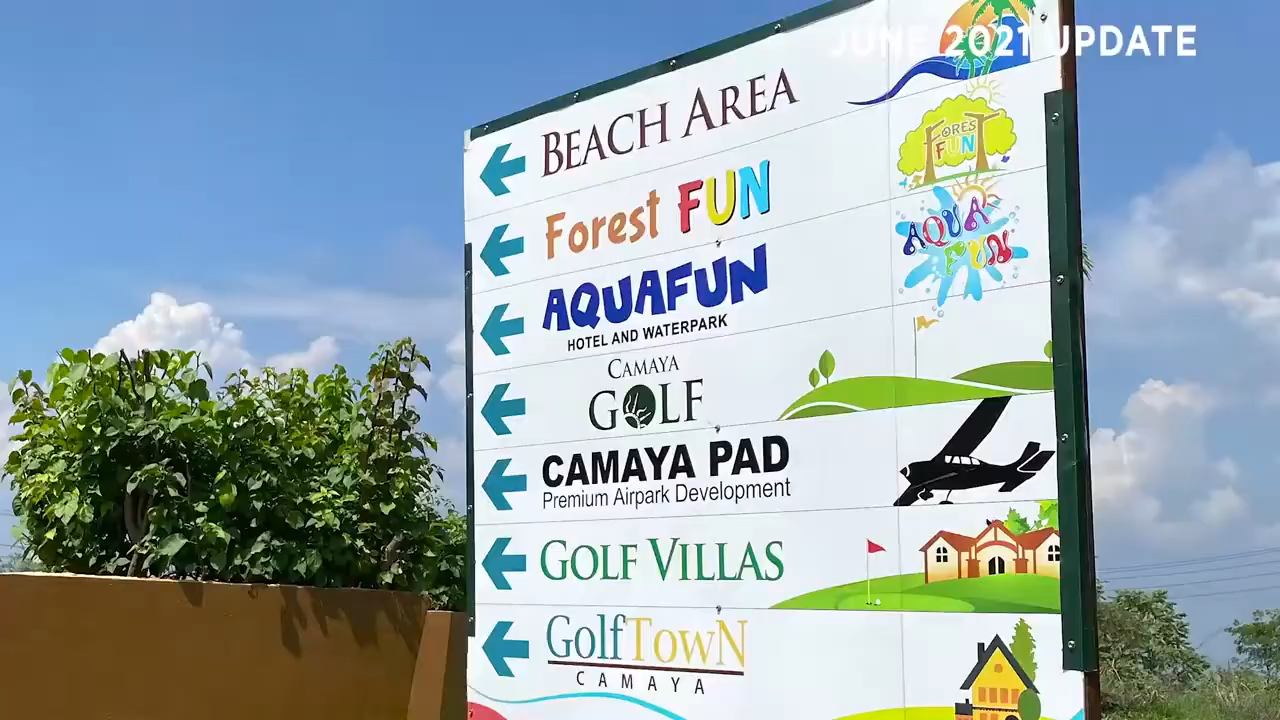 JUNE 2021 UPDATE
BEACH AREA
Forest FUN
FOREST
FUN
AQUAFUN
HOTEL AND WATERPARK
AQUA
FUN
CAMAYA
GOLF
CAMAYA PAD
Premium Airpark Development
GOLF VILLAS
GolfTowN
CAMAYA